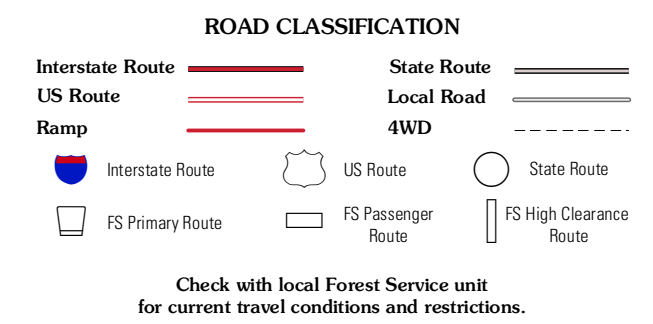 ROAD CLASSIFICATION
Interstate Route
State Route
US Route
Local Road
Ramp
4WD
Interstate Route
US Route
State Route
FS Primary Route
FS Passenger
Route
FS High Clearance
Route
Check with local Forest Service unit
for current travel conditions and restrictions.